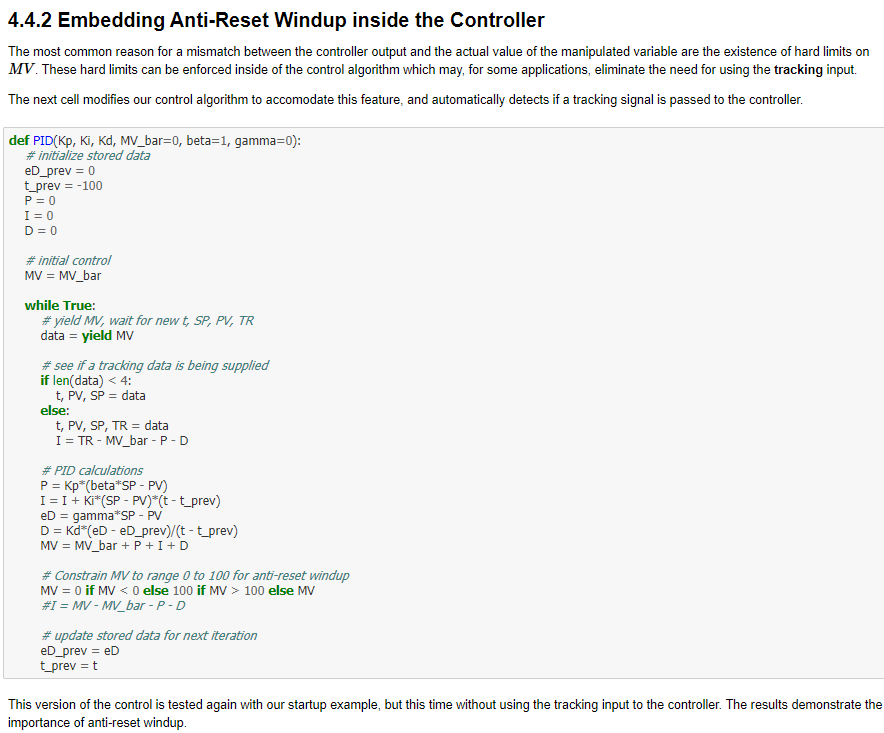 4.4.2 Embedding Anti-Reset Windup inside the Controller
The most common reason for a mismatch between the controller output and the actual value of the manipulated variable are the existence of hard limits on
MV. These hard limits can be enforced inside of the control algorithm which may, for some applications, eliminate the need for using the tracking input.
The next cell modifies our control algorithm to accomodate this feature, and automatically detects if a tracking signal is passed to the controller.
def PID(Kp, Ki, Kd, MV_bar=0, beta=1, gamma=0):
# initialize stored data
eD_prev = 0
t_prev = -100
P = 0
I = 0
D = 0
# initial control
MV = MV_bar
while True:
# yield MV, wait for new t, SP, PV, TR
data = yield MV
# see if a tracking data is being supplied
if len(data) < 4:
t, PV, SP = data
else:
t, PV, SP, TR = data
I = TR - MV_bar - P - D
# PID calculations
P = Kp*(beta*SP - PV)
I = I + Ki*(SP - PV)*(t - t_prev)
eD = gamma*SP - PV
D = Kd*(eD - eD_prev)/(t - t_prev)
MV = MV_bar + P + I + D
# Constrain MV to range 0 to 100 for anti-reset windup
MV = 0 if MV < 0 else 100 if MV > 100 else MV
#I = MV - MV_bar - P - D
# update stored data for next iteration
eD_prev = eD
t_prev = t
This version of the control is tested again with our startup example, but this time without using the tracking input to the controller. The results demonstrate the
importance of anti-reset windup.